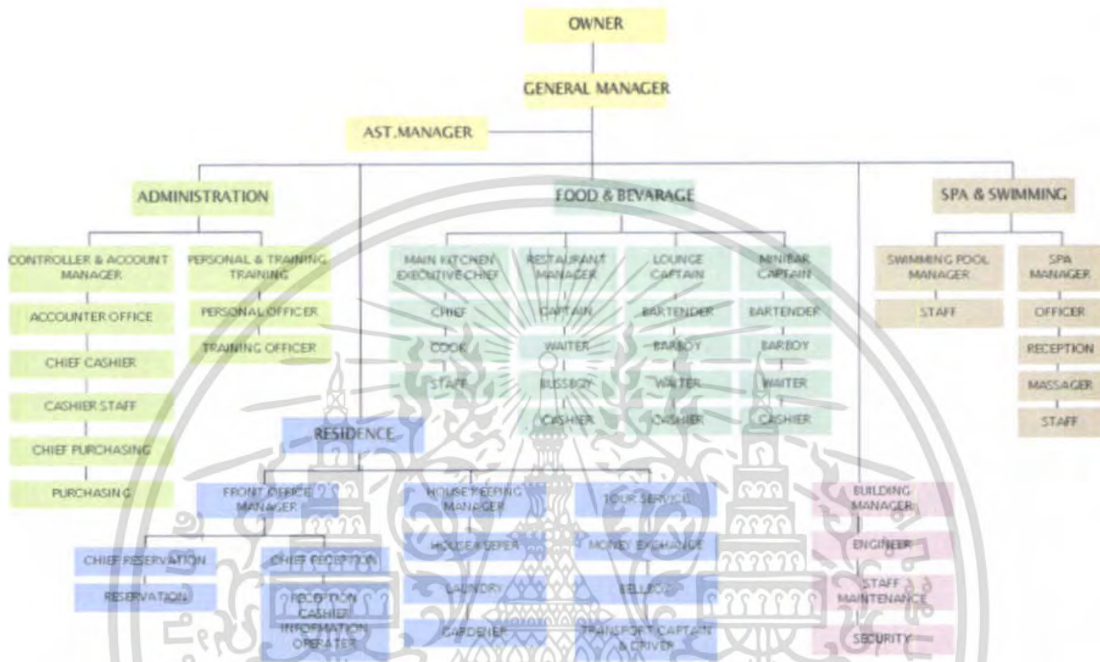 OWNER
GENERAL MANAGER
AST.MANAGER
ADMINISTRATION
FOOD & BEVARAGE
SPA & SWIMMING
CONTROLLER & ACCOUNT
MANAGER
ACCOUNTER OFFICE
CHIEF CASHIER
CASHIER STAFF
CHIEF PURCHASING
PURCHASING
PERSONAL & TRAINING
TRAINING
PERSONAL OFFICER
TRAINING OFFICER
MAIN KITCHEN
EXECUTIVE CHIEF
CHIEF
COOK
STAFF
RESTAURANT
MANAGER
CAPTAIN
WAITER
BUSSBOY
CASHIER
LOUNGE
CAPTAIN
BARTENDER
BARBOY
WAITER
CASHIER
MINIBAR
CAPTAIN
BARTENDER
BARBOY
WAITER
CASHIER
SWIMMING POOL
MANAGER
STAFF
SPA
MANAGER
OFFICER
RECEPTION
MASSAGER
STAFF
RESIDENCE
FRONT OFFICE
MANAGER
CHIEF RESERVATION
RESERVATION
CHIEF RECEPTION
RECEPTION
CASHIER
INFORMATION
OPERATER
HOUSE KEEPING
MANAGER
HOUSE KEEPER
LAUNDRY
GARDENER
TOUR SERVICE
MONEY EXCHANGE
BELLBOY
TRANSPORT CAPTAIN
& DRIVER
BUILDING
MANAGER
ENGINEER
STAFF
MAINTENANCE
SECURITY